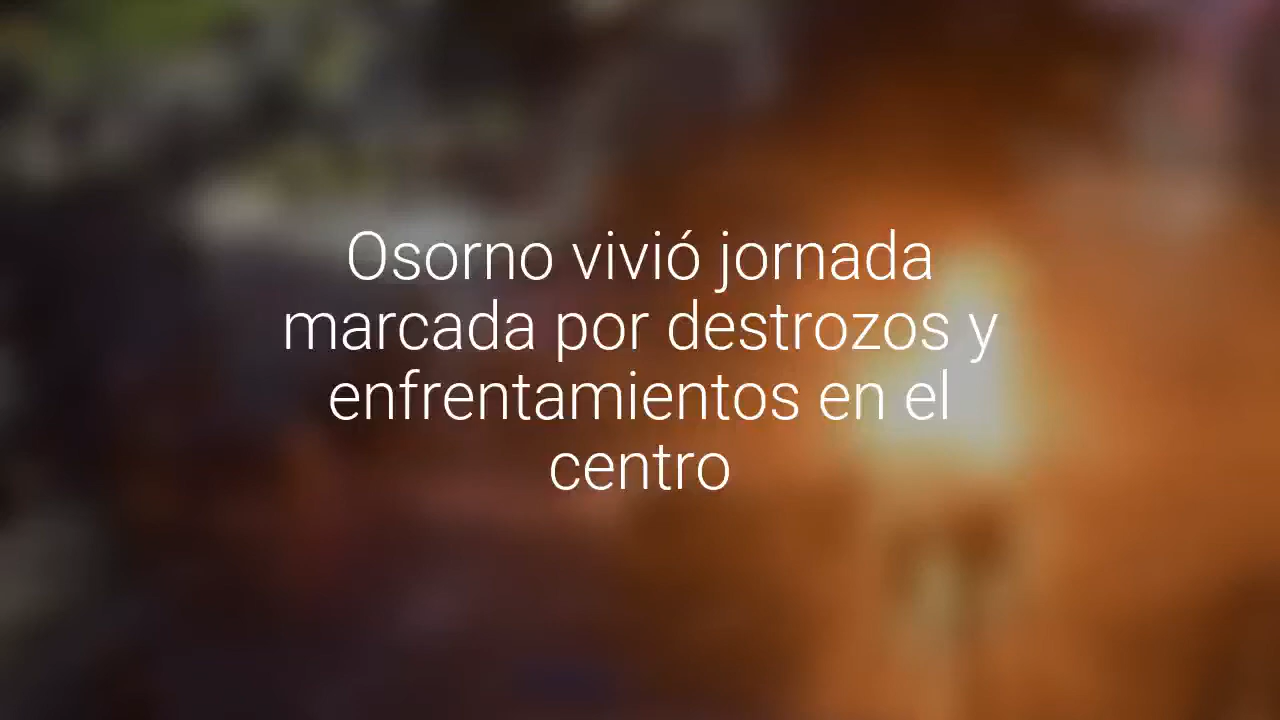 Osorno vivió jornada
marcada por destrozos y
enfrentamientos en el
centro